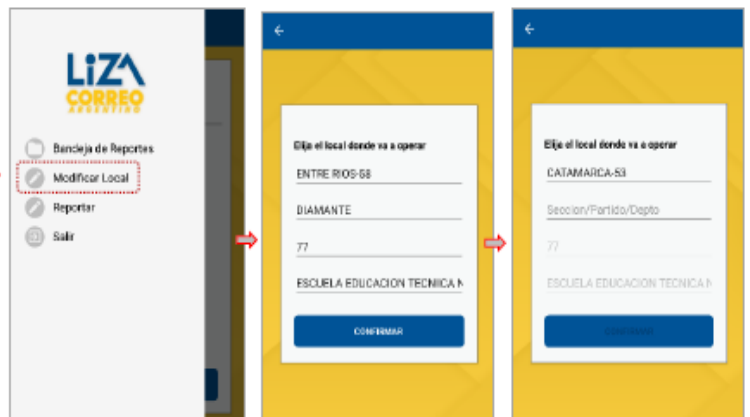 LiZA
CORREO
ARGENTINO
Bandeja de Reportes
Modificar Local
Reportar
Salir
Elija el local donde va a operar
ENTRE RIOS-58
DIAMANTE
77
ESCUELA EDUCACION TECNICA N
CONFIRMAR
Elija el local donde va a operar
CATAMARCA-53
Seccion/Partido/Depto
77
ESCUELA EDUCACION TECNICA N
CONFIRMAR